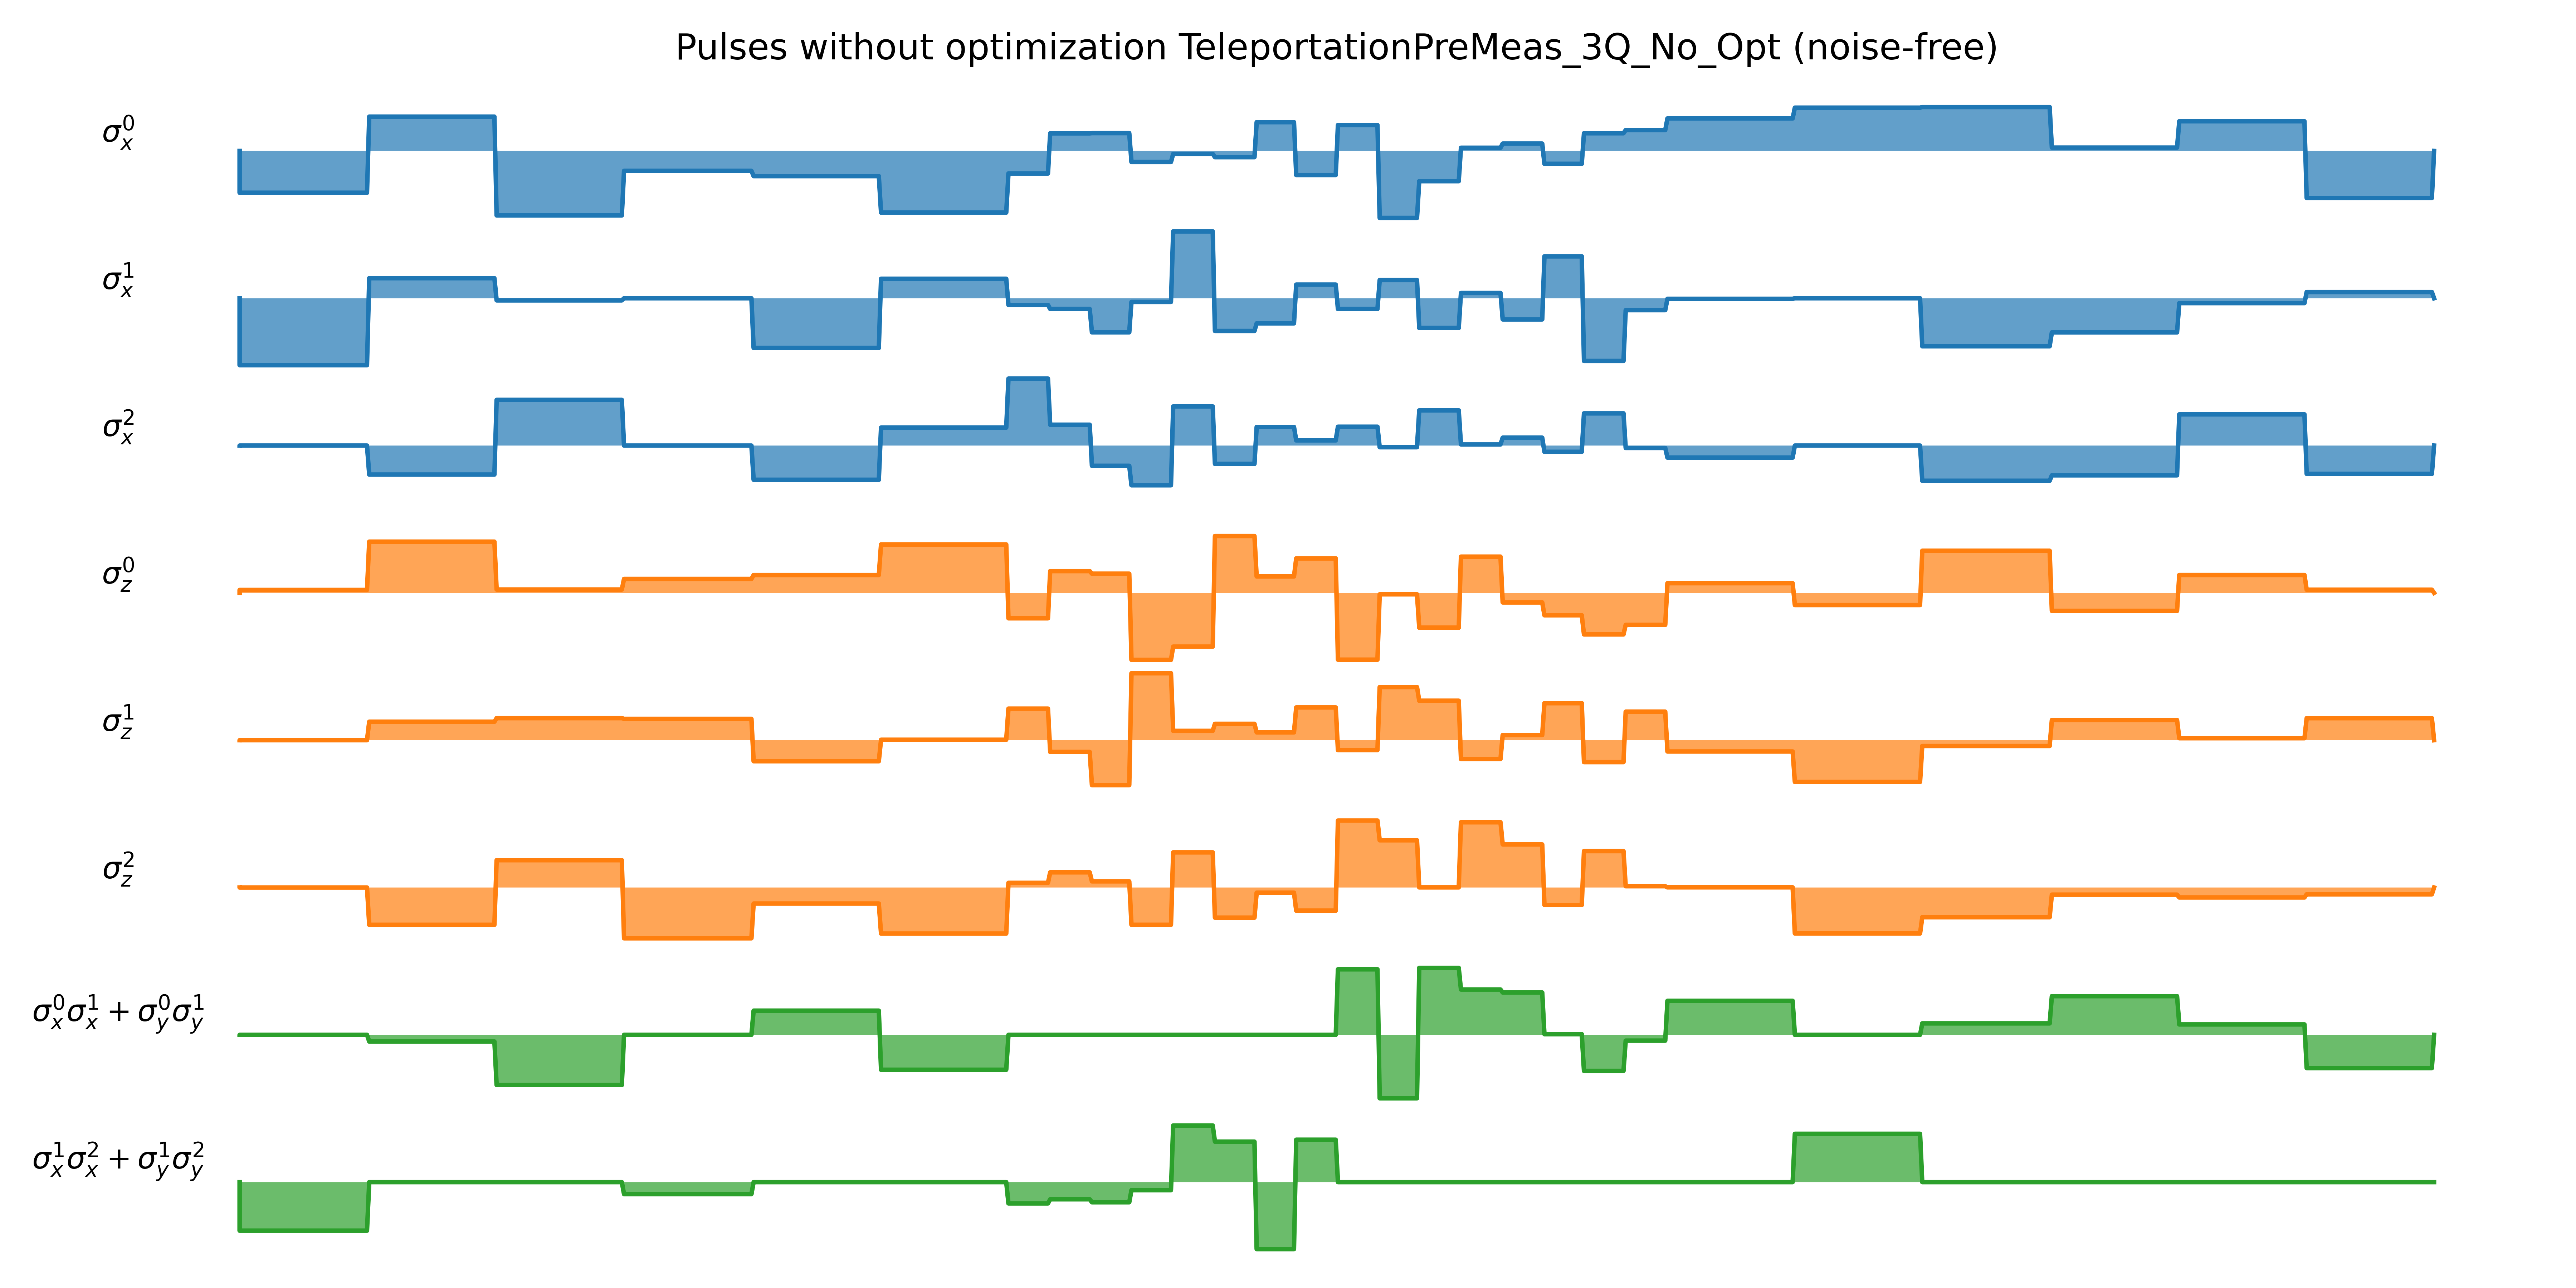 Pulses without optimization TeleportationPreMeas_3Q_No_Opt (noise-free)
σ_x^0
σ_x^1
σ_x^2
σ_z^0
σ_z^1
σ_z^2
σ_x^0σ_x^1 + σ_y^0σ_y^1
σ_x^1σ_x^2 + σ_y^1σ_y^2